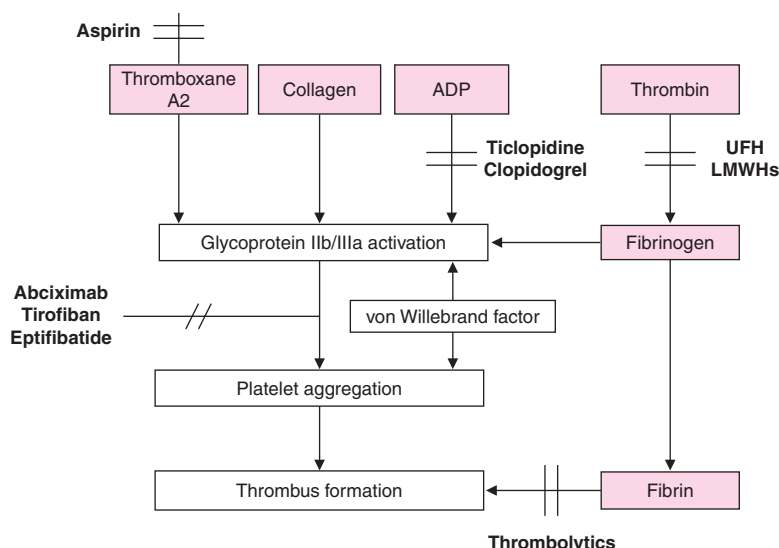 Aspirin
Thromboxane
A2
Collagen
ADP
Thrombin
Ticlopidine
Clopidogrel
UFH
LMWHs
Glycoprotein IIb/IIIa activation
Fibrinogen
Abciximab
Tirofiban
Eptifibatide
von Willebrand factor
Platelet aggregation
Thrombus formation
Fibrin
Thrombolytics